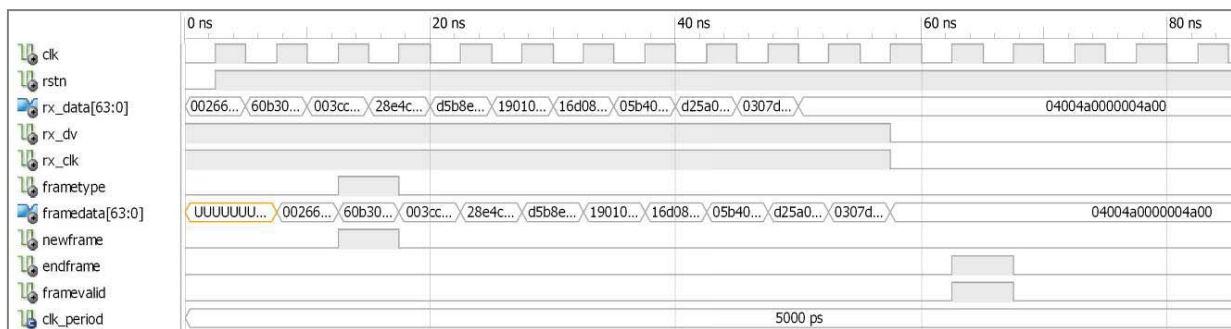 0 ns 20 ns 40 ns 60 ns 80 ns
clk
rstn
rx_data[63:0] 00266... 60b30... 003cc... 28e4c... d5b8e... 19010... 16d08... 05b40... d25a0... 0307d... 04004a0000004a00
rx_dv
rx_clk
frametype
framedata[63:0] UUUUUUU... 00266... 60b30... 003cc... 28e4c... d5b8e... 19010... 16d08... 05b40... d25a0... 0307d... 04004a0000004a00
newframe
endframe
framevalid
clk_period 5000 ps